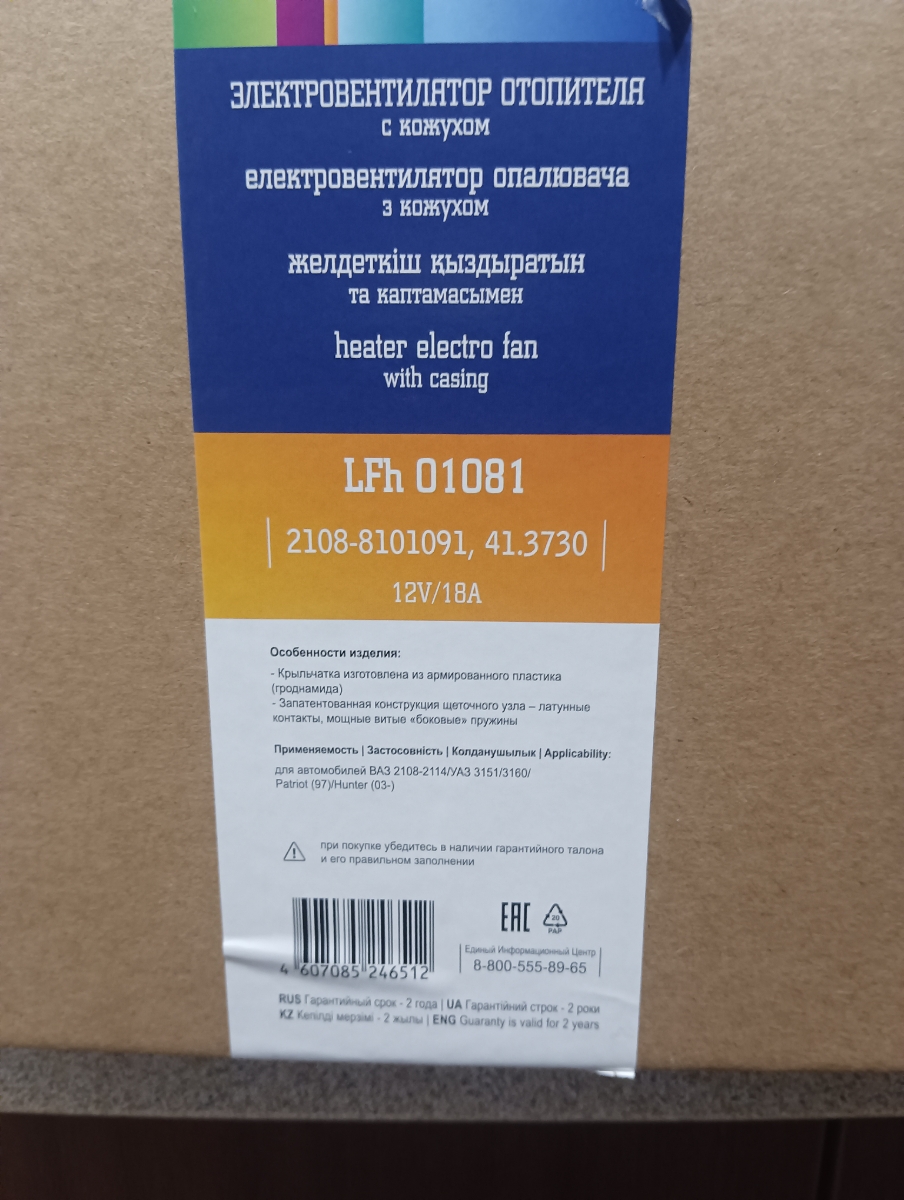 ЭЛЕКТРОВЕНТИЛЯТОР ОТОПИТЕЛЯ
с кожухом
електровентилятор опалювача
з кожухом
желдеткіш қыздыратын
та каптамасымен
heater electro fan
with casing
LFh 01081
2108-8101091, 41.3730
12V/18A
Особенности изделия:
- Крыльчатка изготовлена из армированного пластика
(гроднамида)
- Запатентованная конструкция щеточного узла – латунные
контакты, мощные витые «боковые» пружины
Применяемость | Застосовність | Колданушылык | Applicability:
для автомобилей ВАЗ 2108-2114/УАЗ 3151/3160/
Patriot (97)/Hunter (03-)
при покупке убедитесь в наличии гарантийного талона
и его правильном заполнении
EAC
20
PAP
Единый Информационный Центр
8-800-555-89-65
4 607085 246512
RUS Гарантийный срок - 2 года | UA Гарантійний строк - 2 роки
KZ Кепілді мерзімі - 2 жылы | ENG Guaranty is valid for 2 years